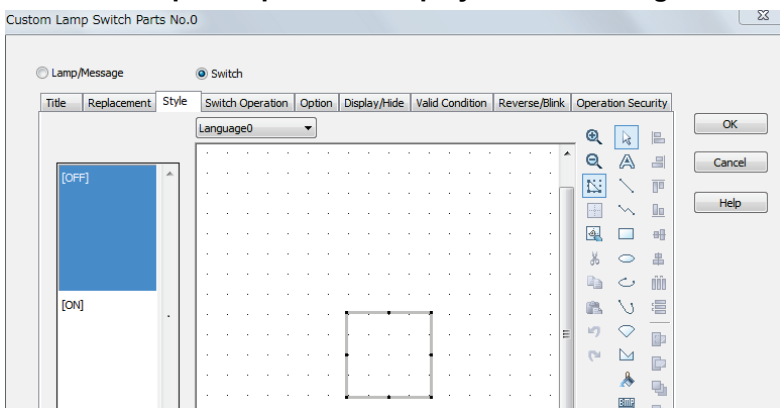 Custom Lamp Switch Parts No.0
Lamp/Message Switch
Title Replacement Style Switch Operation Option Display/Hide Valid Condition Reverse/Blink Operation Security
Language0
OK
Cancel
Help
[OFF]
[ON]
A
BMP